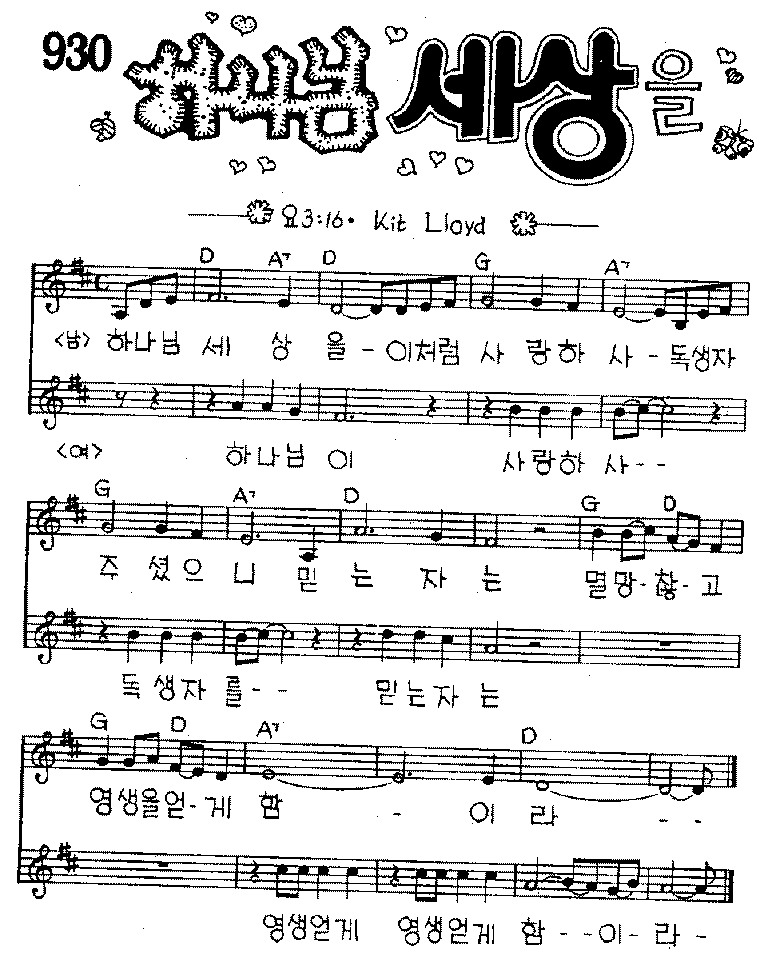 930 하나님 세상을
요3:16 • Kit Lloyd
D A7 D G A7
<남> 하나님 세 상 을 - 이처럼 사 랑하 사 - 독생자
<여> 하나님 이 사랑하 사 - -
G A7 D G D
주 셨으 니 믿 는 자 는 멸망 - 찮 - 고
독 생자 를 - - 믿는자 는
G D A7 D
영생을얻 - 게 함 - 이 라 - -
영생얻게 영생얻게 함 - - 이 - 라 -